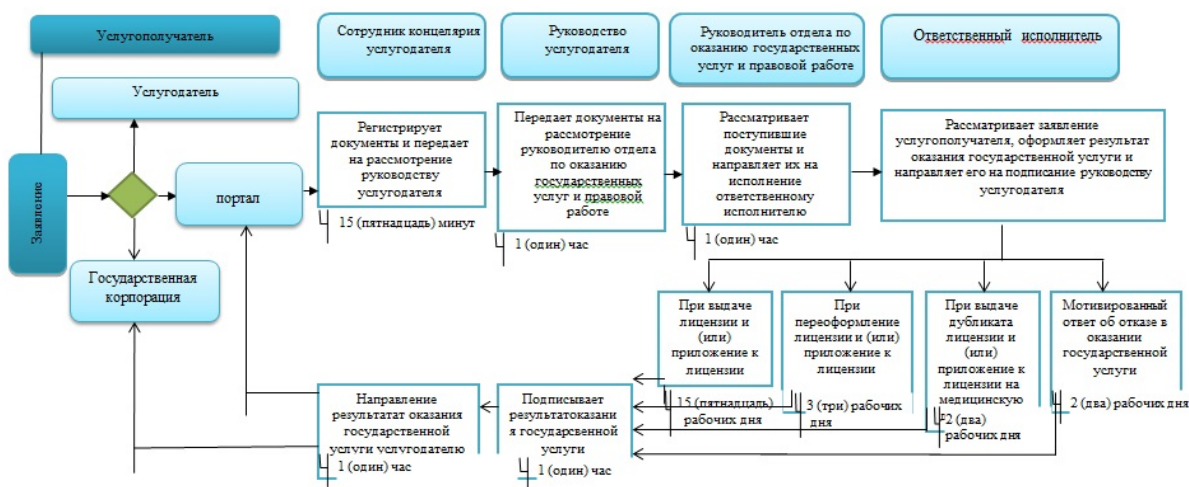 Услугополучатель
Услугодатель
Заявление
портал
Государственная
корпорация
Сотрудник концелярия
услугодателя
Руководство
услугодателя
Руководитель отдела по
оказанию государственных
услуг и правовой работе
Ответственный исполнитель
Регистрирует
документы и передает
на рассмотрение
руководству
услугодателя
15 (пятнадцать) минут
Передает документы на
рассмотрение
руководителю отдела
по оказанию
государственных
услуг и правовой
работе
1 (один) час
Рассматривает
поступившие
документы и
направляет их на
исполнение
ответственному
исполнителю
1 (один) час
Рассматривает заявление
услугополучателя, оформляет результат
оказания государственной услуги и
направляет его на подписание руководству
услугодателя
При выдаче
лицензии и
(или)
приложение к
лицензии
15 (пятнадцать)
рабочих дня
При
переоформление
лицензии и (или)
приложение к
лицензии
3 (три) рабочих
дня
При выдаче
дубликата
лицензии и
(или)
приложение к
лицензии на
медицинскую
2 (два)
рабочих дня
Мотивированный
ответ об отказе в
оказании
государственной
услуги
2 (два) рабочих дня
Направление
результатат оказания
государственной
услуги услугодателю
1 (один) час
Подписывает
результатоказани
я государсвенной
услуги
1 (один) час